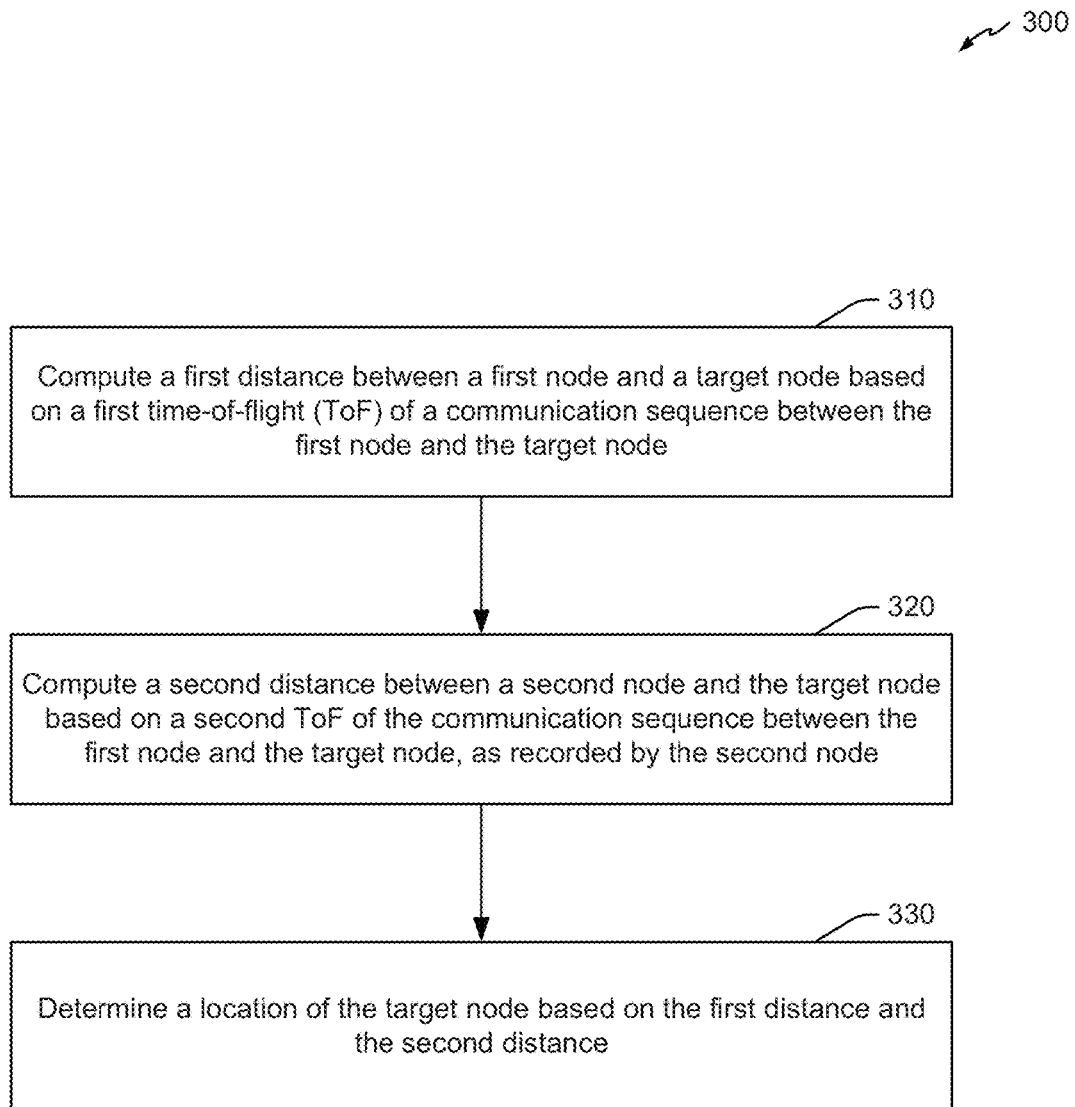 300
310
Compute a first distance between a first node and a target node based
on a first time-of-flight (ToF) of a communication sequence between the
first node and the target node
320
Compute a second distance between a second node and the target node
based on a second ToF of the communication sequence between the
first node and the target node, as recorded by the second node
330
Determine a location of the target node based on the first distance and
the second distance